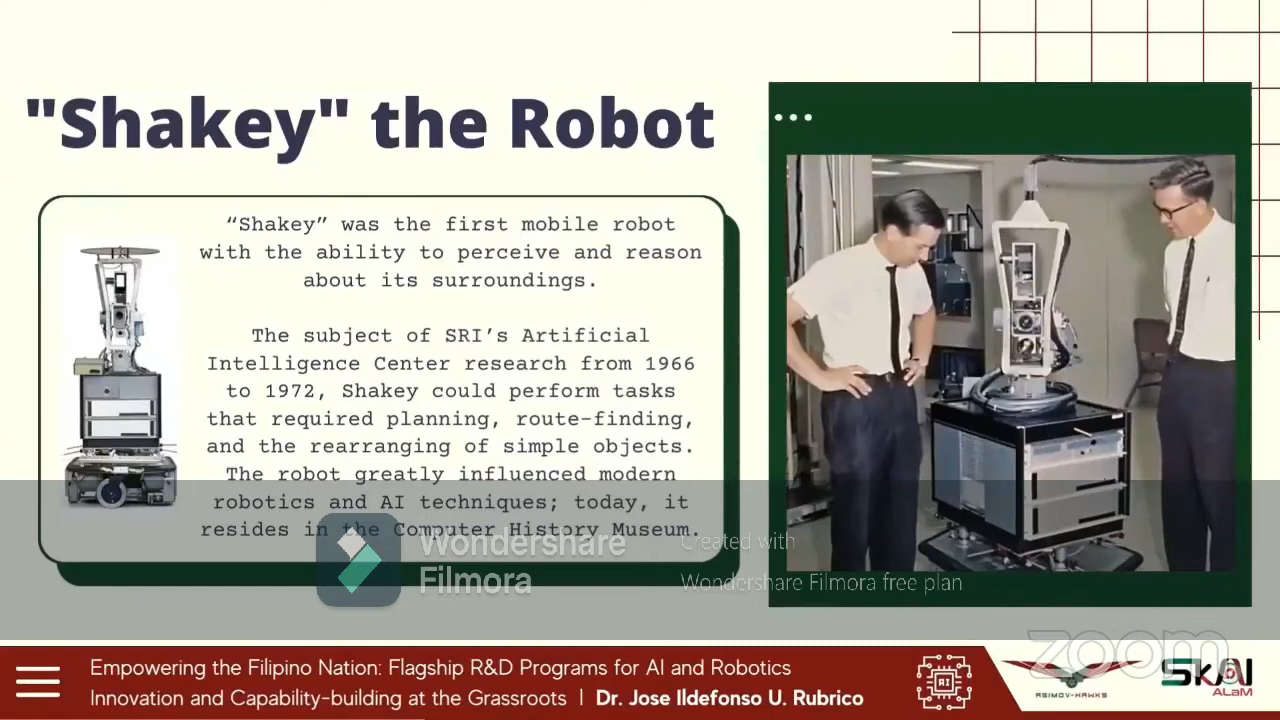 "Shakey" the Robot
“Shakey” was the first mobile robot
with the ability to perceive and reason
about its surroundings.
The subject of SRI’s Artificial
Intelligence Center research from 1966
to 1972, Shakey could perform tasks
that required planning, route-finding,
and the rearranging of simple objects.
The robot greatly influenced modern
robotics and AI techniques; today, it
resides in the Computer History Museum.
Wondershare
Filmora
Created with
Wondershare Filmora free plan
zoom
Empowering the Filipino Nation: Flagship R&D Programs for AI and Robotics
Innovation and Capability-building at the Grassroots | Dr. Jose Ildefonso U. Rubrico
RI
ASIMOV-HAWKS
SkAI
ALaM